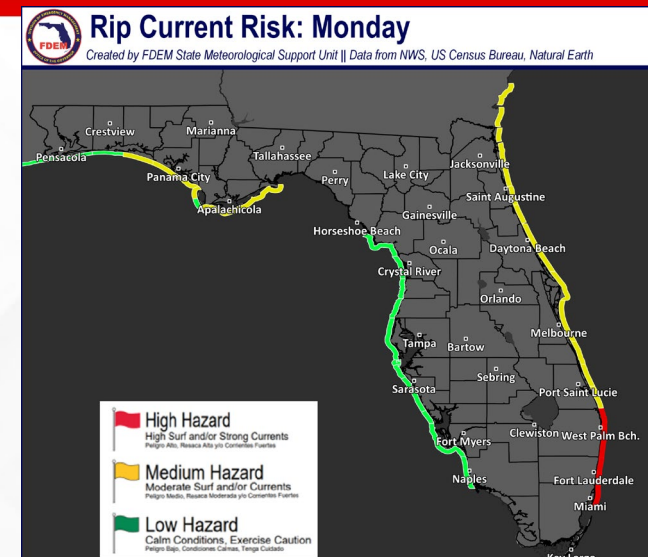 FDEM
Rip Current Risk: Monday
Created by FDEM State Meteorological Support Unit || Data from NWS, US Census Bureau, Natural Earth
Crestview
Marianna
Pensacola
Tallahassee
Jacksonville
Panama City
Perry
Lake City
Saint Augustine
Apalachicola
Gainesville
Horseshoe Beach
Ocala
Daytona Beach
Crystal River
Orlando
Melbourne
Tampa
Bartow
Sebring
Sarasota
Port Saint Lucie
Clewiston
West Palm Bch.
Fort Myers
Naples
Fort Lauderdale
Miami
Key Largo
High Hazard
High Surf and/or Strong Currents
Peligro Alto, Resaca Alta y/o Corrientes Fuertes
Medium Hazard
Moderate Surf and/or Currents
Peligro Medio, Resaca Moderada y/o Corrientes Fuertes
Low Hazard
Calm Conditions, Exercise Caution
Peligro Bajo, Condiciones Calmas, Tenga Cuidado